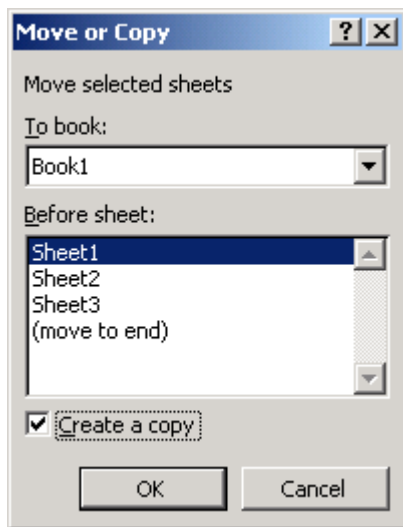 Move or Copy
Move selected sheets
To book:
Book1
Before sheet:
Sheet1
Sheet2
Sheet3
(move to end)
Create a copy
OK Cancel